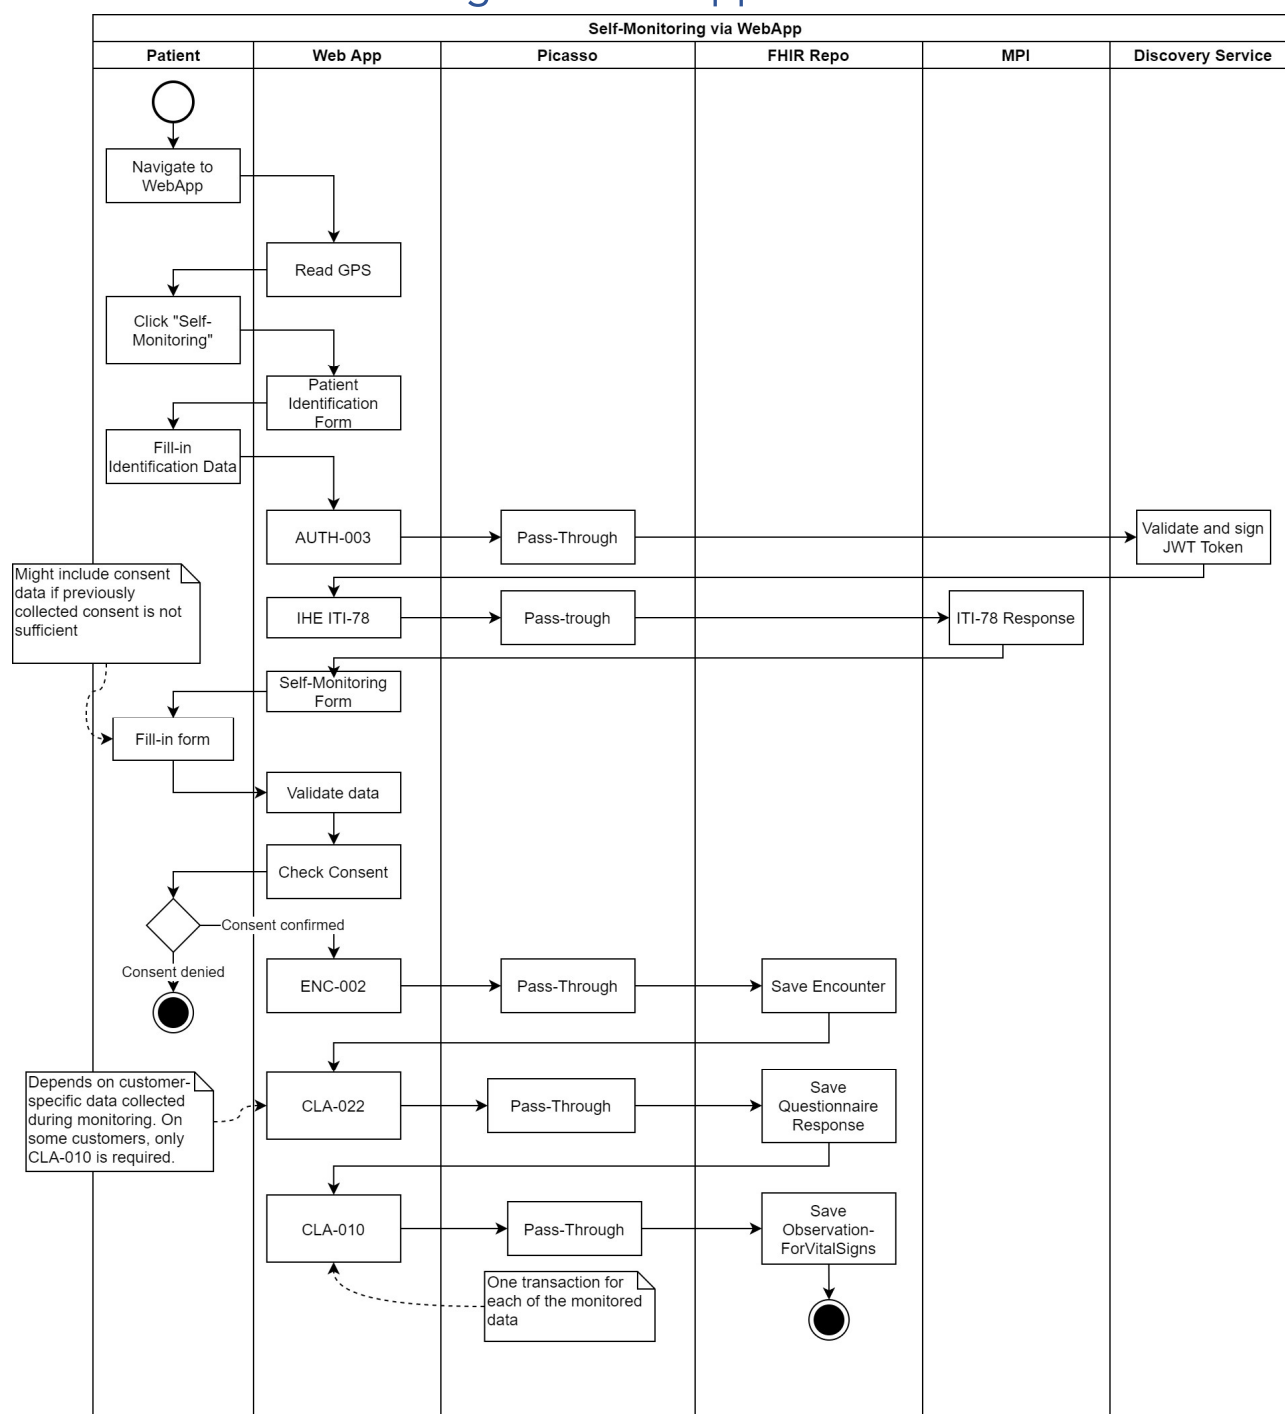 Self-Monitoring via WebApp
Patient
Web App
Picasso
FHIR Repo
MPI
Discovery Service
Navigate to
WebApp
Read GPS
Click "Self-
Monitoring"
Patient
Identification
Form
Fill-in
Identification Data
AUTH-003
Pass-Through
Validate and sign
JWT Token
Might include consent
data if previously
collected consent is not
sufficient
IHE ITI-78
Pass-trough
ITI-78 Response
Self-Monitoring
Form
Fill-in form
Validate data
Check Consent
Consent confirmed
Consent denied
ENC-002
Pass-Through
Save Encounter
Depends on customer-
specific data collected
during monitoring. On
some customers, only
CLA-010 is required.
CLA-022
Pass-Through
Save
Questionnaire
Response
CLA-010
Pass-Through
Save
Observation-
ForVitalSigns
One transaction for
each of the monitored
data